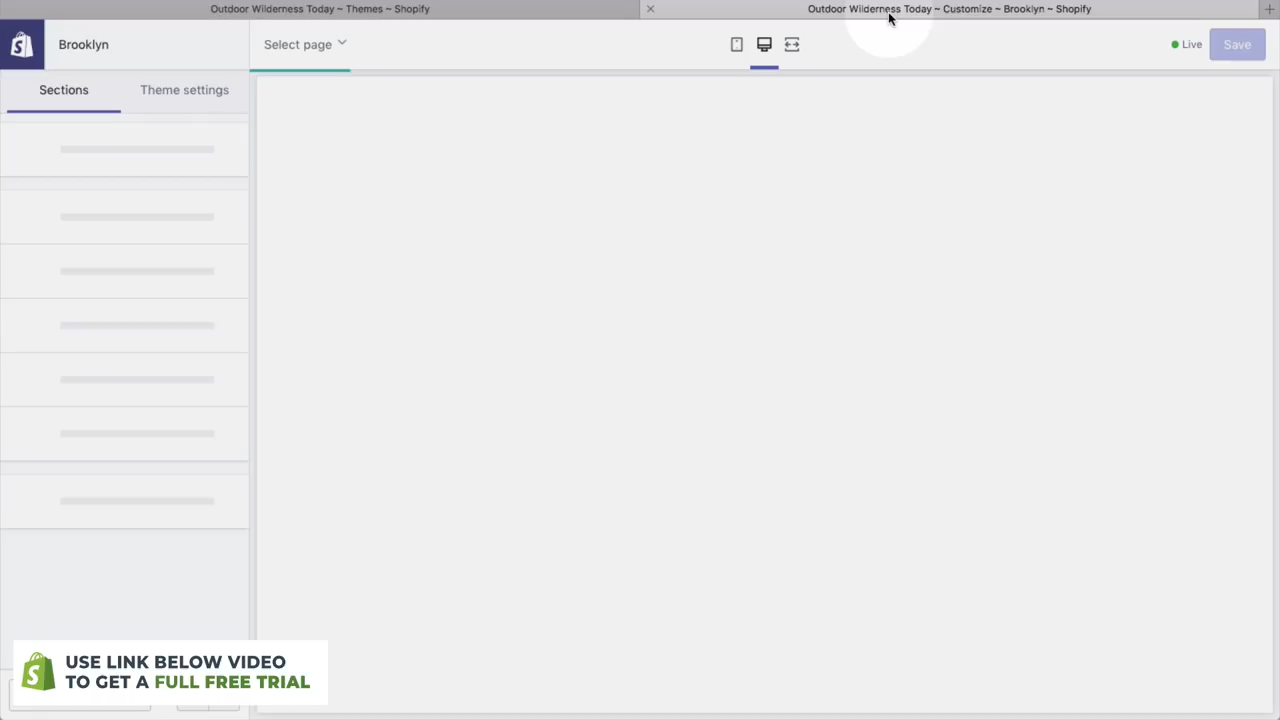 Outdoor Wilderness Today ~ Themes ~ Shopify
Outdoor Wilderness Today ~ Customize ~ Brooklyn ~ Shopify
Brooklyn
Select page
Live
Save
Sections
Theme settings
USE LINK BELOW VIDEO
TO GET A FULL FREE TRIAL